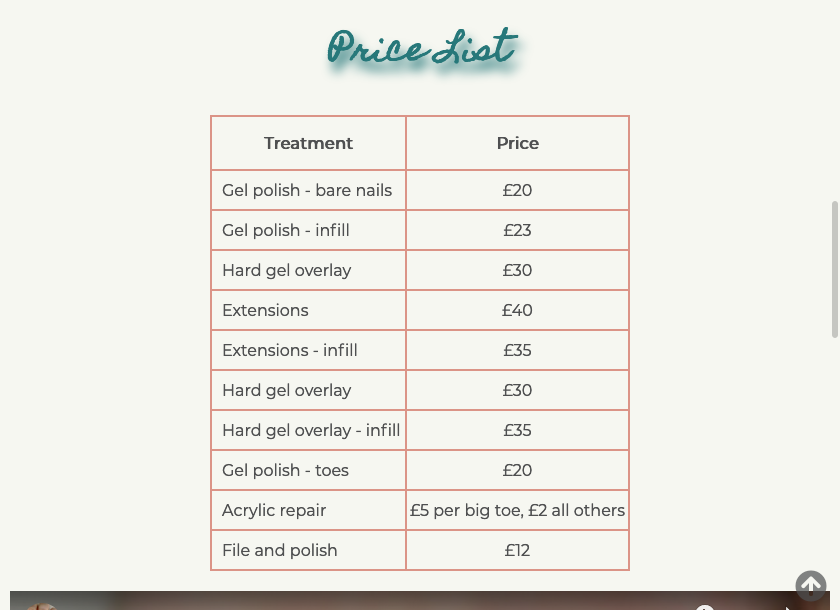 Price List
Treatment Price
Gel polish - bare nails £20
Gel polish - infill £23
Hard gel overlay £30
Extensions £40
Extensions - infill £35
Hard gel overlay £30
Hard gel overlay - infill £35
Gel polish - toes £20
Acrylic repair £5 per big toe, £2 all others
File and polish £12